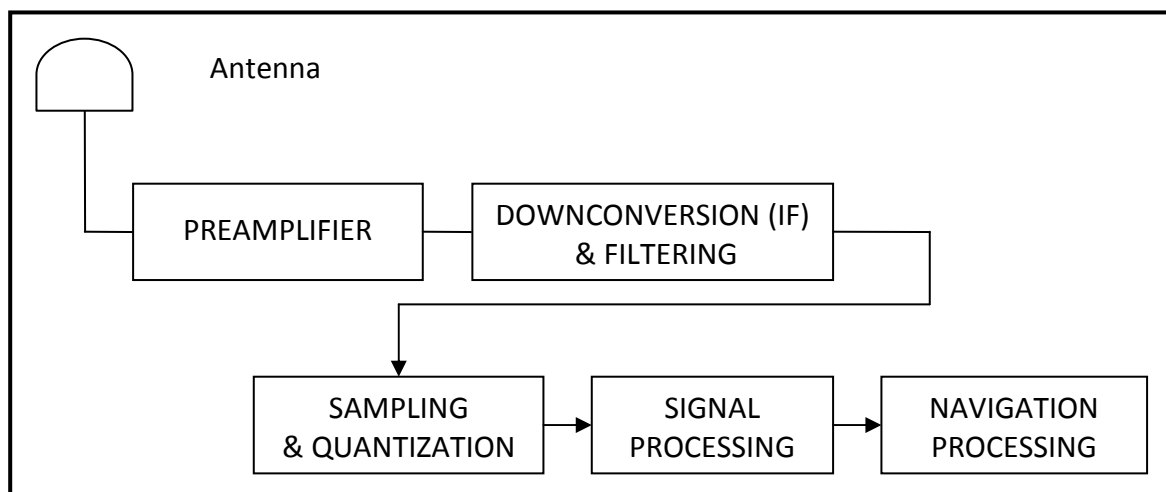 Antenna
PREAMPLIFIER
DOWNCONVERSION (IF)
& FILTERING
SAMPLING
& QUANTIZATION
SIGNAL
PROCESSING
NAVIGATION
PROCESSING